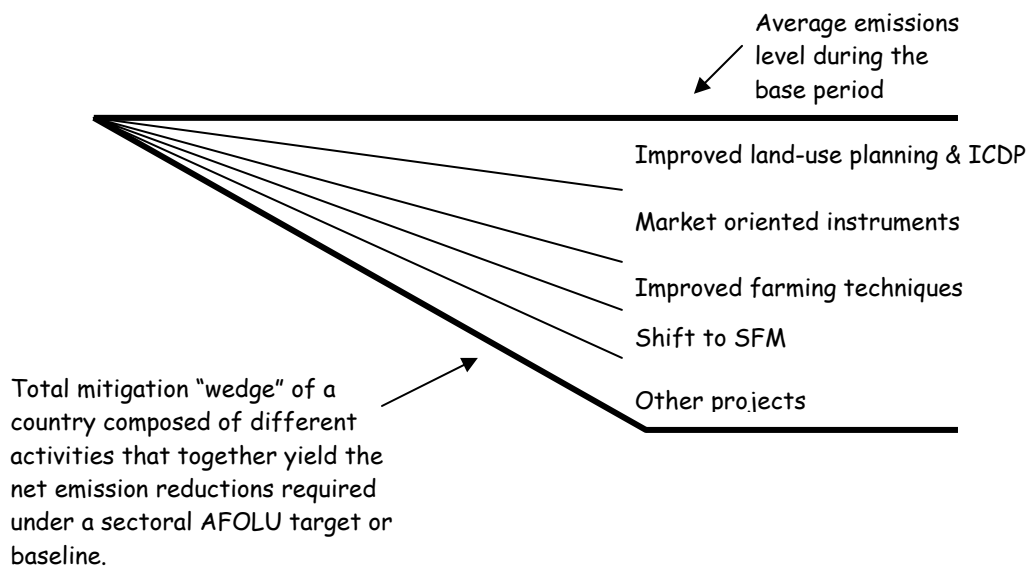 Average emissions
level during the
base period
Improved land-use planning & ICDP
Market oriented instruments
Improved farming techniques
Shift to SFM
Other projects
Total mitigation “wedge” of a
country composed of different
activities that together yield the
net emission reductions required
under a sectoral AFOLU target or
baseline.